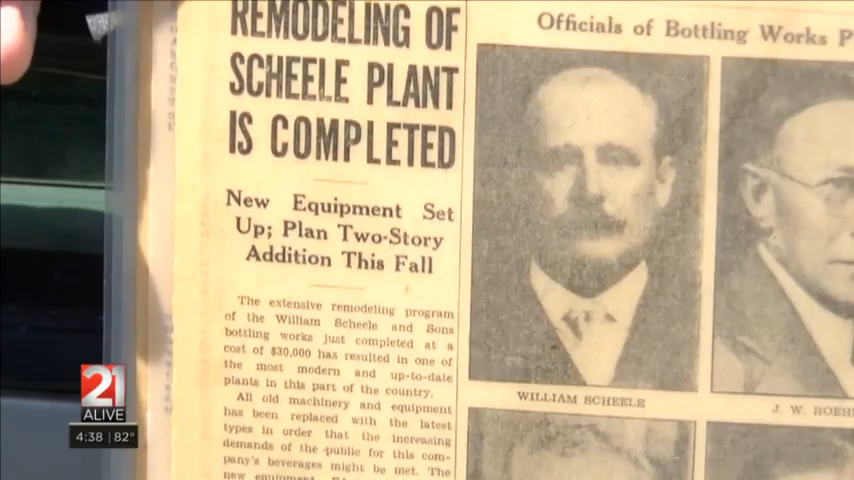 REMODELING OF
SCHEELE PLANT
IS COMPLETED
New Equipment Set
Up; Plan Two-Story
Addition This Fall
The extensive remodeling program
of the William Scheele and Sons
bottling works just completed at a
cost of $30,000 has resulted in one of
the most modern and up-to-date
plants in this part of the country.
All old machinery and equipment
has been replaced with the latest
types in order that the increasing
demands of the public for this com-
pany's beverages might be met. The
new equipment.
Officials of Bottling Works P
WILLIAM SCHEELE
J. W. ROEH
21
ALIVE
4:38 82°